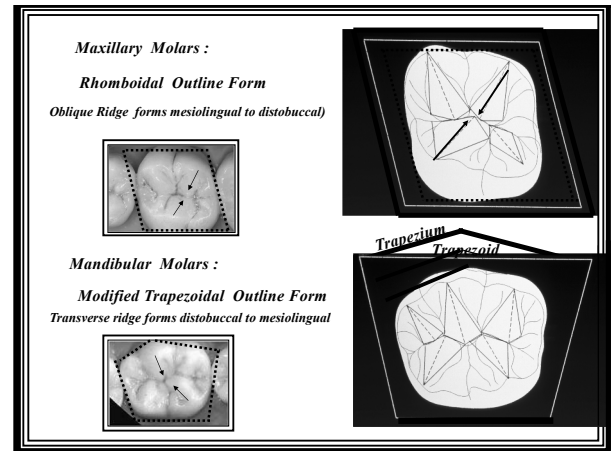 Maxillary Molars :
Rhomboidal Outline Form
Oblique Ridge forms mesiolingual to distobuccal)
Trapezium
Trapezoid
Mandibular Molars :
Modified Trapezoidal Outline Form
Transverse ridge forms distobuccal to mesiolingual